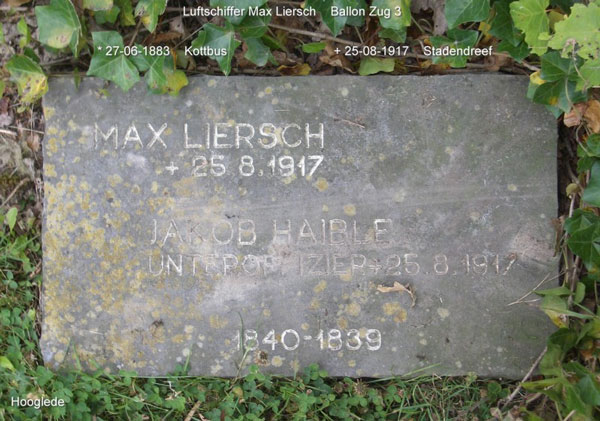 Luftschiffer Max Liersch   Ballon Zug 3
* 27-06-1883   Kottbus   + 25-08-1917   Stadendreef
MAX LIERSCH
+ 25.8.1917
JAKOB HAIBLE
UNTEROFFIZIER + 25.8.1917
1840-1839
Hooglede